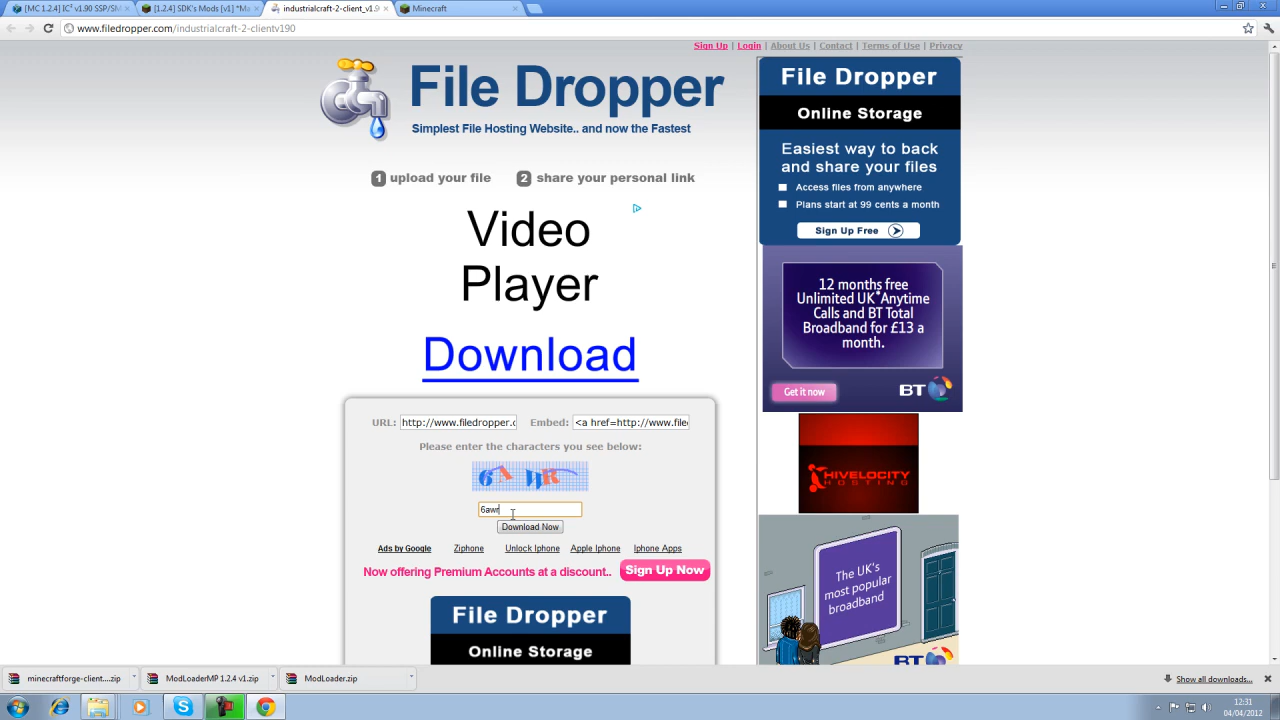 [MC 1.2.4] IC² v1.90 SSP/SM
[1.2.4] SDK's Mods [v1] *Ma
industrialcraft-2-client_v1.9
Minecraft
www.filedropper.com/industrialcraft-2-clientv190
Sign Up | Login | About Us | Contact | Terms of Use | Privacy
File Dropper
Simplest File Hosting Website.. and now the Fastest
1 upload your file
2 share your personal link
Video
Player
Download
URL: http://www.filedropper.c
Embed: <a href=http://www.filed
Please enter the characters you see below:
6A WR
6awr
Download Now
Ads by Google
Ziphone
Unlock Iphone
Apple Iphone
Iphone Apps
Now offering Premium Accounts at a discount..
Sign Up Now
File Dropper
Online Storage
File Dropper
Online Storage
Easiest way to back
and share your files
Access files from anywhere
Plans start at 99 cents a month
Sign Up Free
12 months free
Unlimited UK*Anytime
Calls and BT Total
Broadband for £13 a
month.
Get it now
BT
HIVELOCITY
HOSTING
The UK's
most popular
broadband
BT
minecraftforge-client....zip
ModLoaderMP 1.2.4 v1.zip
ModLoader.zip
Show all downloads...
12:31
04/04/2012